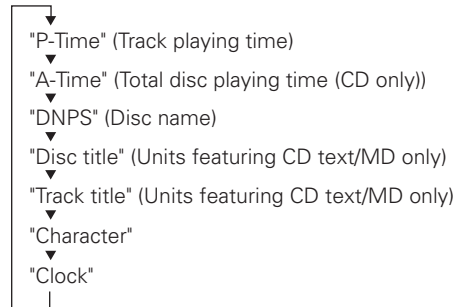 "P-Time" (Track playing time)
"A-Time" (Total disc playing time (CD only))
"DNPS" (Disc name)
"Disc title" (Units featuring CD text/MD only)
"Track title" (Units featuring CD text/MD only)
"Character"
"Clock"